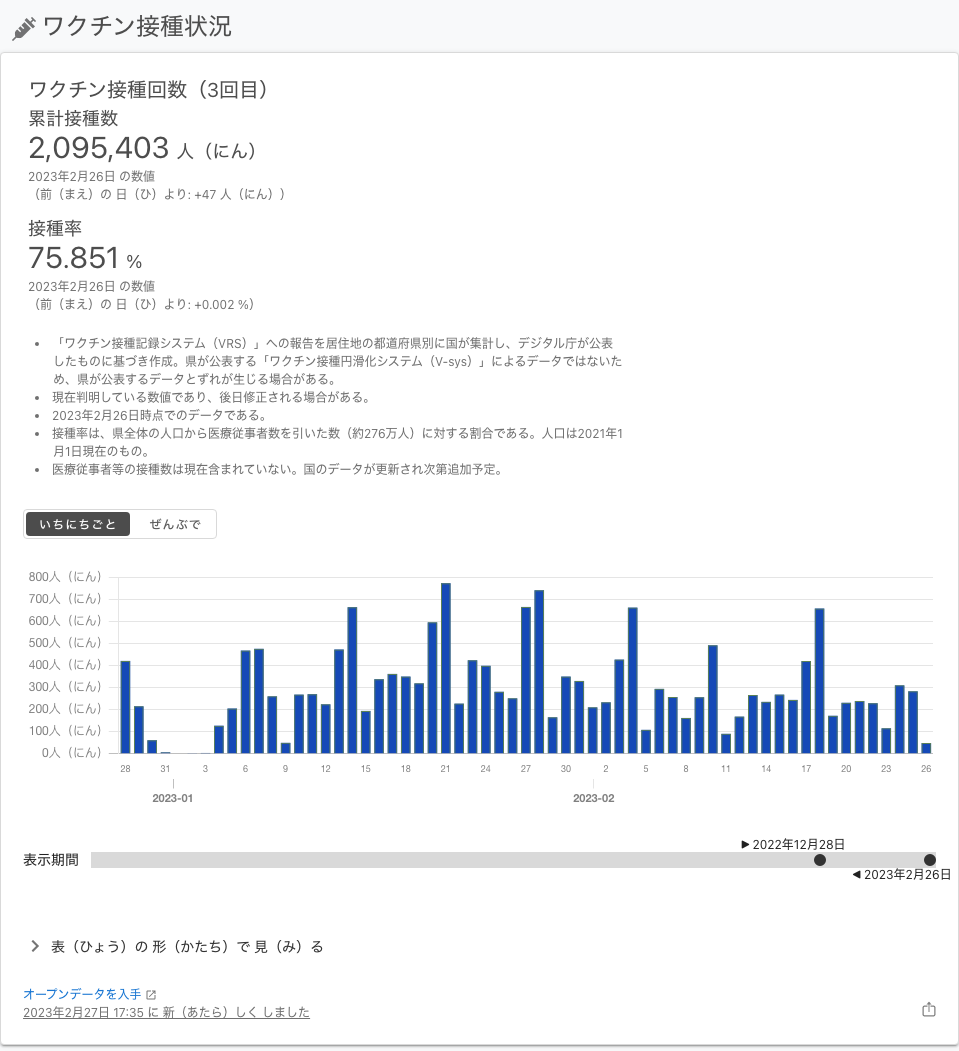 ワクチン接種状況
ワクチン接種回数（3回目）
累計接種数
2,095,403 人（にん）
2023年2月26日 の数値
（前（まえ）の 日（ひ）より: +47 人（にん））
接種率
75.851 %
2023年2月26日 の数値
（前（まえ）の 日（ひ）より: +0.002 %）
• 「ワクチン接種記録システム（VRS）」への報告を居住地の都道府県別に国が集計し、デジタル庁が公表
したものに基づき作成。県が公表する「ワクチン接種円滑化システム（V-sys）」によるデータではないた
め、県が公表するデータとずれが生じる場合がある。
• 現在判明している数値であり、後日修正される場合がある。
• 2023年2月26日時点でのデータである。
• 接種率は、県全体の人口から医療従事者数を引いた数（約276万人）に対する割合である。人口は2021年1
月1日現在のもの。
• 医療従事者等の接種数は現在含まれていない。国のデータが更新され次第追加予定。
いちにちごと ぜんぶで
800人（にん）
700人（にん）
600人（にん）
500人（にん）
400人（にん）
300人（にん）
200人（にん）
100人（にん）
0人（にん）
28 31 3 6 9 12 15 18 21 24 27 30 2 5 8 11 14 17 20 23 26
2023-01 2023-02
2022年12月28日
表示期間
2023年2月26日
表（ひょう）の 形（かたち）で 見（み）る
オープンデータを入手
2023年2月27日 17:35 に 新（あたら）しく しました